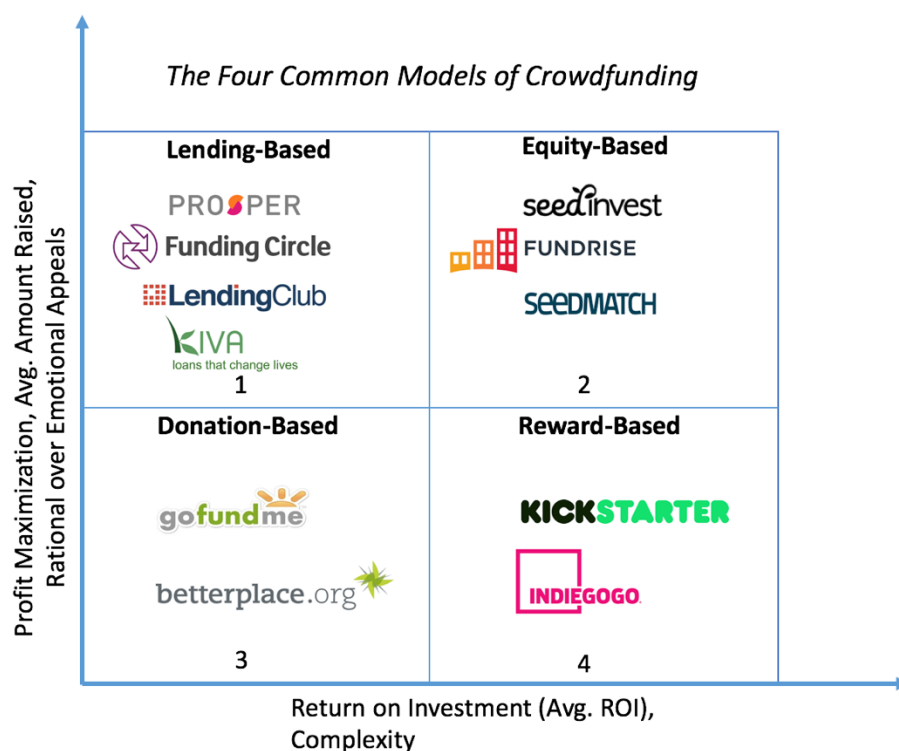 The Four Common Models of Crowdfunding
Profit Maximization, Avg. Amount Raised,
Rational over Emotional Appeals
Lending-Based
PROSPER
Funding Circle
LendingClub
KIVA
loans that change lives
1
Equity-Based
seedinvest
FUNDRISE
SEEDMATCH
2
Donation-Based
gofundme
betterplace.org
3
Reward-Based
KICKSTARTER
INDIEGOGO
4
Return on Investment (Avg. ROI),
Complexity